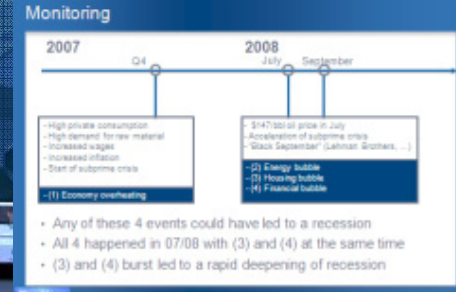 Monitoring
2007
2008
Q4
July
September
- High private consumption
- High demand for raw material
- Increased wages
- Increased inflation
- Start of subprime crisis
- (1) Economy overheating
- $147/bbl oil price in July
- Acceleration of subprime crisis
- "Black September" (Lehman Brothers, ...)
- (2) Energy bubble
- (3) Housing bubble
- (4) Financial bubble
• Any of these 4 events could have led to a recession
• All 4 happened in 07/08 with (3) and (4) at the same time
• (3) and (4) burst led to a rapid deepening of recession